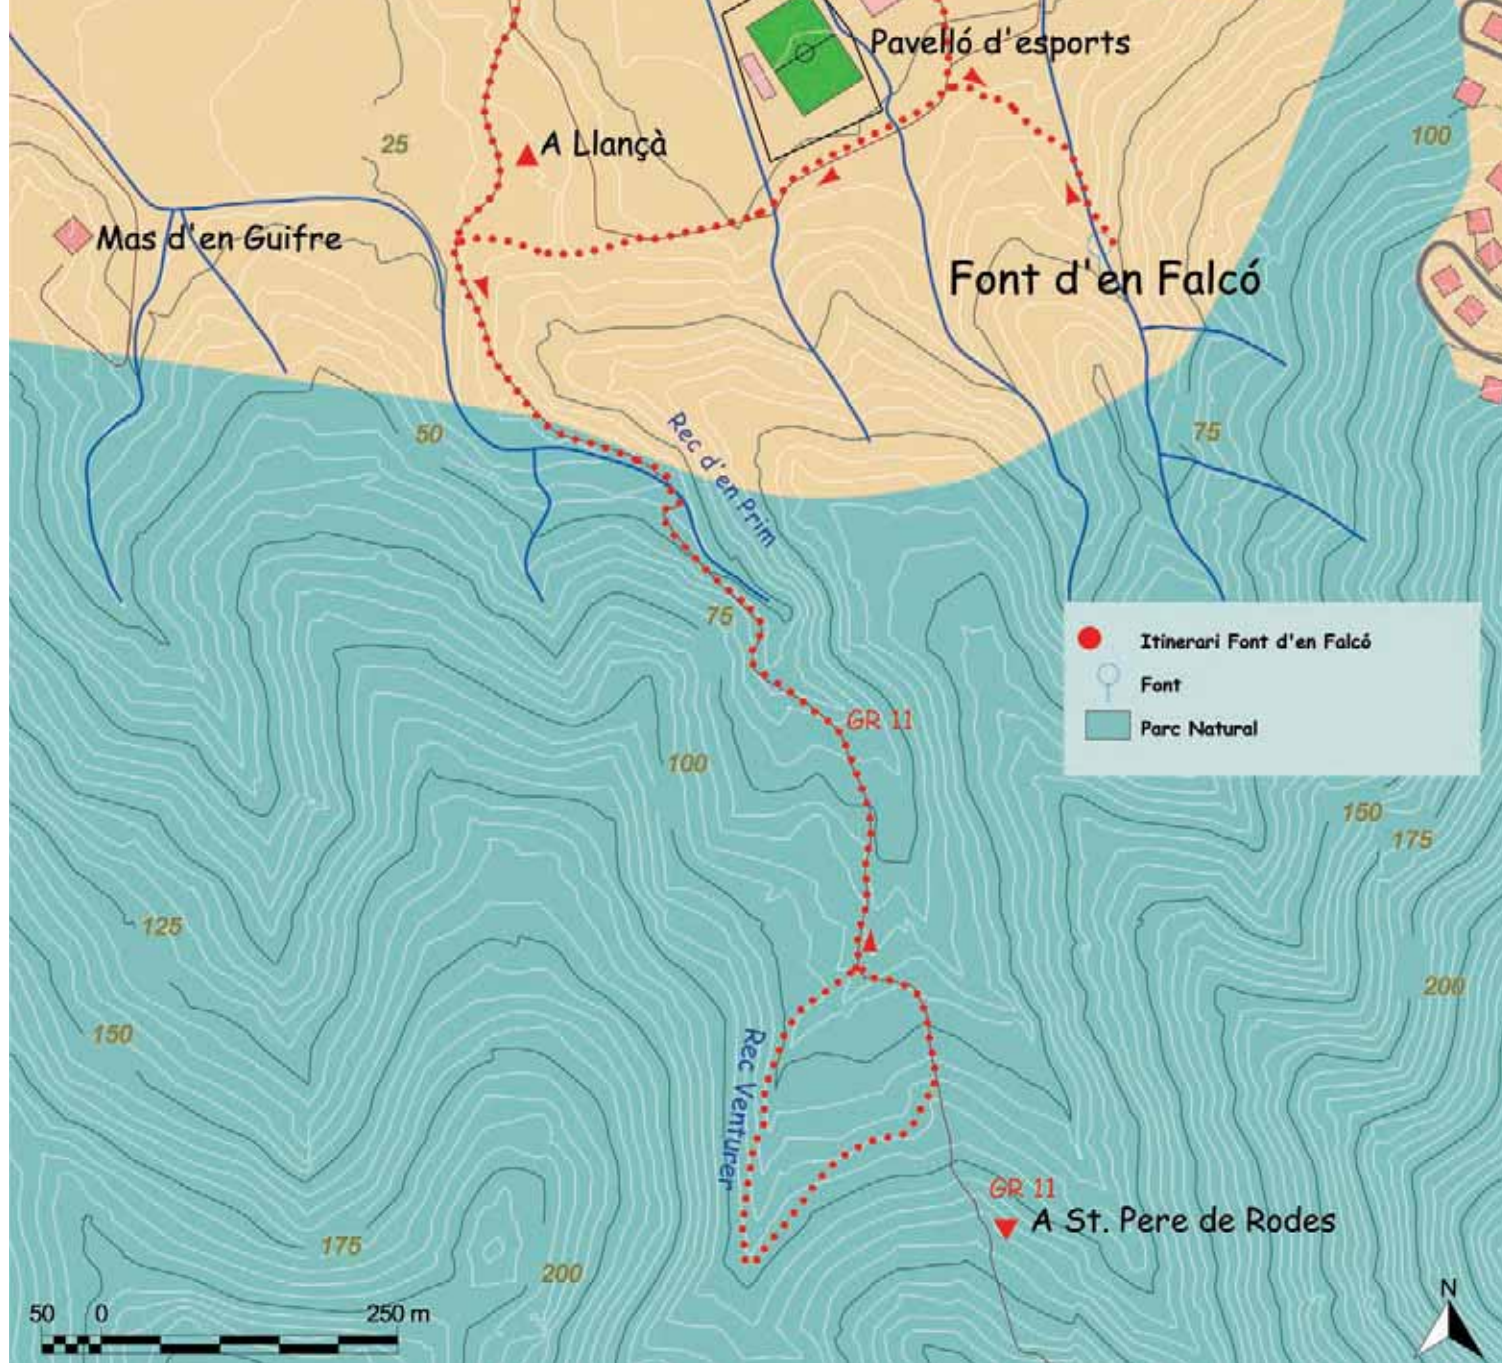 Pavelló d'esports
100
25
A Llançà
Mas d'en Guifre
Font d'en Falcó
50
75
Rec d'en Prim
75
Itinerari Font d'en Falcó
Font
Parc Natural
GR 11
100
150
175
125
200
150
Rec Venturer
GR 11
A St. Pere de Rodes
175
200
50 0 250 m
N